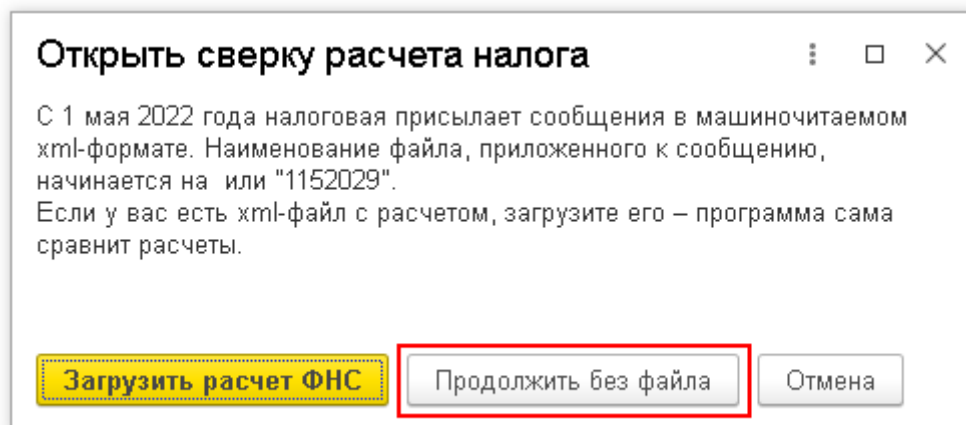 Открыть сверку расчета налога
С 1 мая 2022 года налоговая присылает сообщения в машиночитаемом
xml-формате. Наименование файла, приложенного к сообщению,
начинается на  или "1152029".
Если у вас есть xml-файл с расчетом, загрузите его – программа сама
сравнит расчеты.
Загрузить расчет ФНС Продолжить без файла Отмена